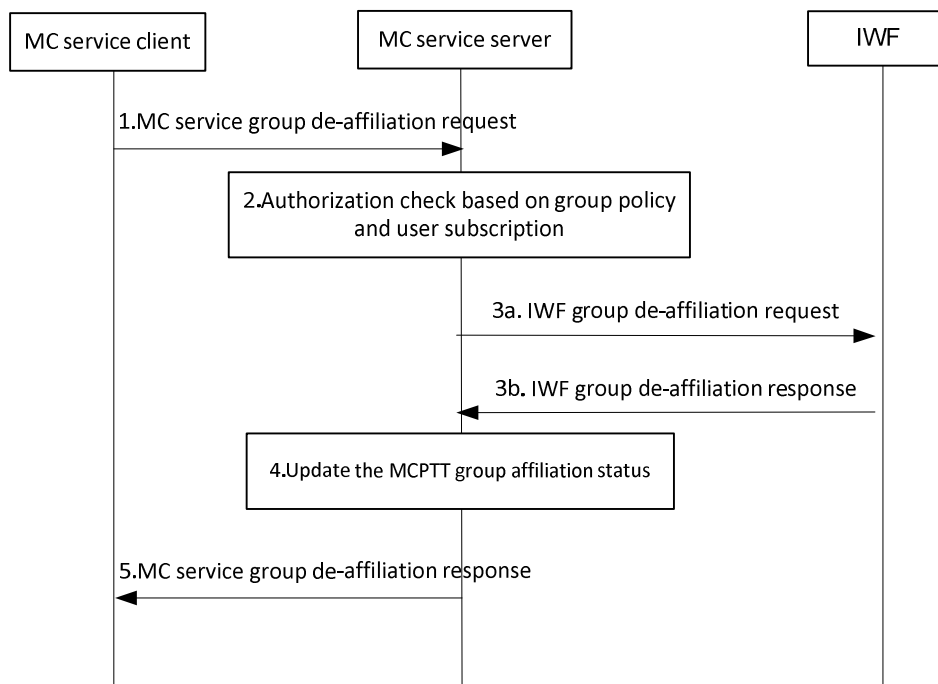 MC service client
MC service server
IWF
1.MC service group de-affiliation request
2.Authorization check based on group policy
and user subscription
3a. IWF group de-affiliation request
3b. IWF group de-affiliation response
4.Update the MCPTT group affiliation status
5.MC service group de-affiliation response